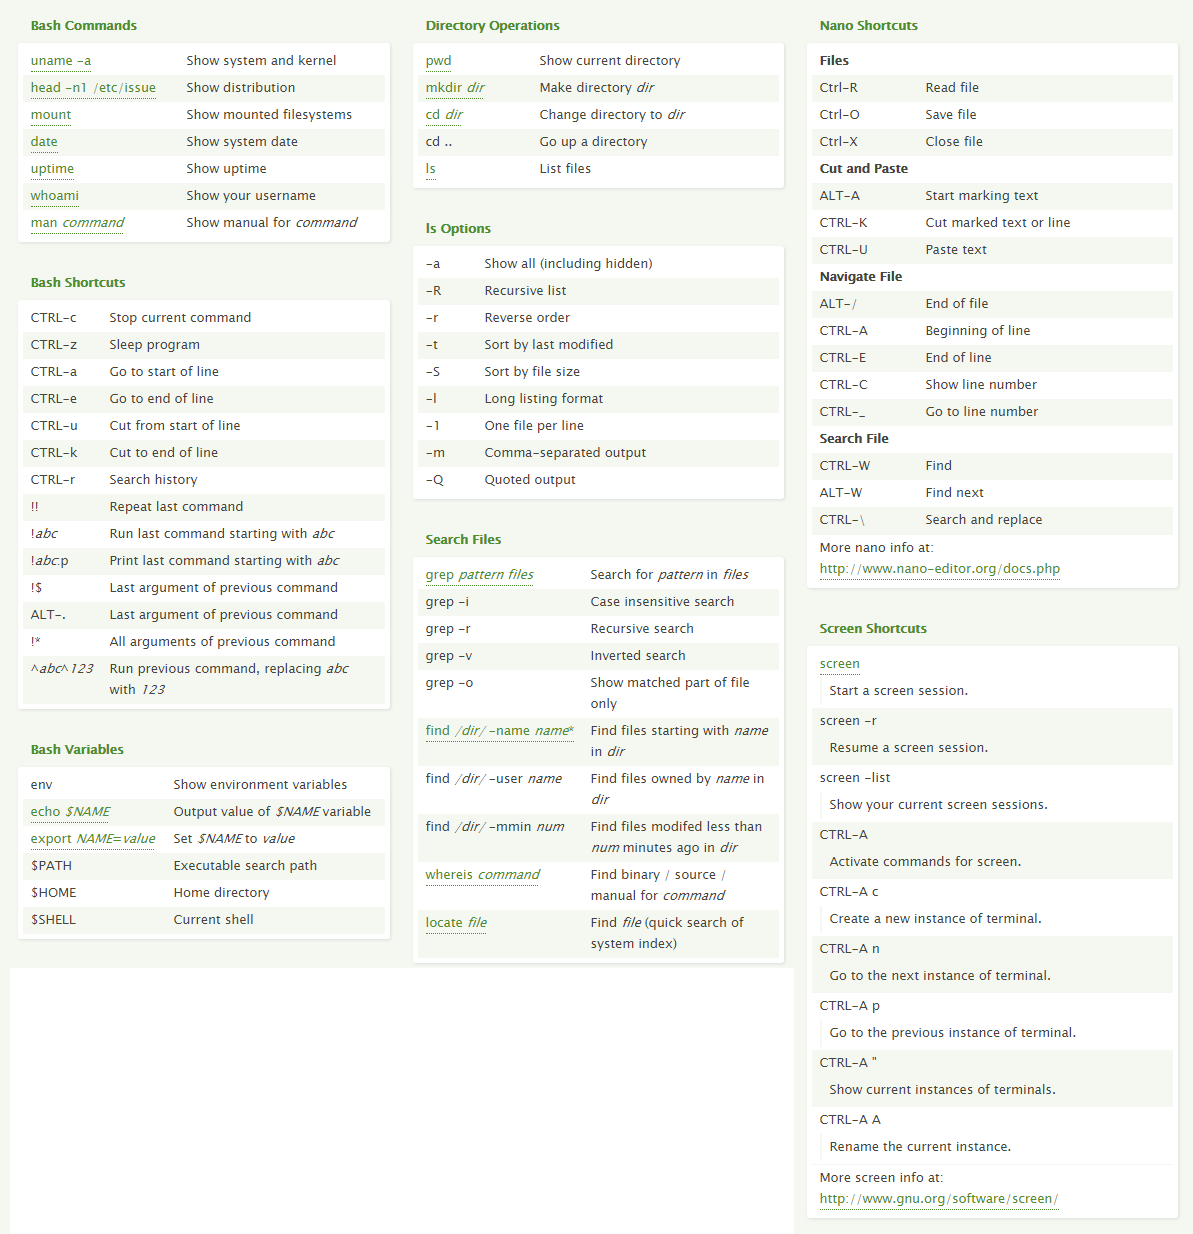 Bash Commands
uname -a Show system and kernel
head -n1 /etc/issue Show distribution
mount Show mounted filesystems
date Show system date
uptime Show uptime
whoami Show your username
man command Show manual for command
Bash Shortcuts
CTRL-c Stop current command
CTRL-z Sleep program
CTRL-a Go to start of line
CTRL-e Go to end of line
CTRL-u Cut from start of line
CTRL-k Cut to end of line
CTRL-r Search history
!! Repeat last command
!abc Run last command starting with abc
!abc:p Print last command starting with abc
!$ Last argument of previous command
ALT-. Last argument of previous command
!* All arguments of previous command
^abc^123 Run previous command, replacing abc
with 123
Bash Variables
env Show environment variables
echo $NAME Output value of $NAME variable
export NAME=value Set $NAME to value
$PATH Executable search path
$HOME Home directory
$SHELL Current shell
Directory Operations
pwd Show current directory
mkdir dir Make directory dir
cd dir Change directory to dir
cd .. Go up a directory
ls List files
ls Options
-a Show all (including hidden)
-R Recursive list
-r Reverse order
-t Sort by last modified
-S Sort by file size
-l Long listing format
-1 One file per line
-m Comma-separated output
-Q Quoted output
Search Files
grep pattern files Search for pattern in files
grep -i Case insensitive search
grep -r Recursive search
grep -v Inverted search
grep -o Show matched part of file
only
find /dir/ -name name* Find files starting with name
in dir
find /dir/ -user name Find files owned by name in
dir
find /dir/ -mmin num Find files modifed less than
num minutes ago in dir
whereis command Find binary / source /
manual for command
locate file Find file (quick search of
system index)
Nano Shortcuts
Files
Ctrl-R Read file
Ctrl-O Save file
Ctrl-X Close file
Cut and Paste
ALT-A Start marking text
CTRL-K Cut marked text or line
CTRL-U Paste text
Navigate File
ALT-/ End of file
CTRL-A Beginning of line
CTRL-E End of line
CTRL-C Show line number
CTRL-_ Go to line number
Search File
CTRL-W Find
ALT-W Find next
CTRL-\ Search and replace
More nano info at:
http://www.nano-editor.org/docs.php
Screen Shortcuts
screen
Start a screen session.
screen -r
Resume a screen session.
screen -list
Show your current screen sessions.
CTRL-A
Activate commands for screen.
CTRL-A c
Create a new instance of terminal.
CTRL-A n
Go to the next instance of terminal.
CTRL-A p
Go to the previous instance of terminal.
CTRL-A "
Show current instances of terminals.
CTRL-A A
Rename the current instance.
More screen info at:
http://www.gnu.org/software/screen/